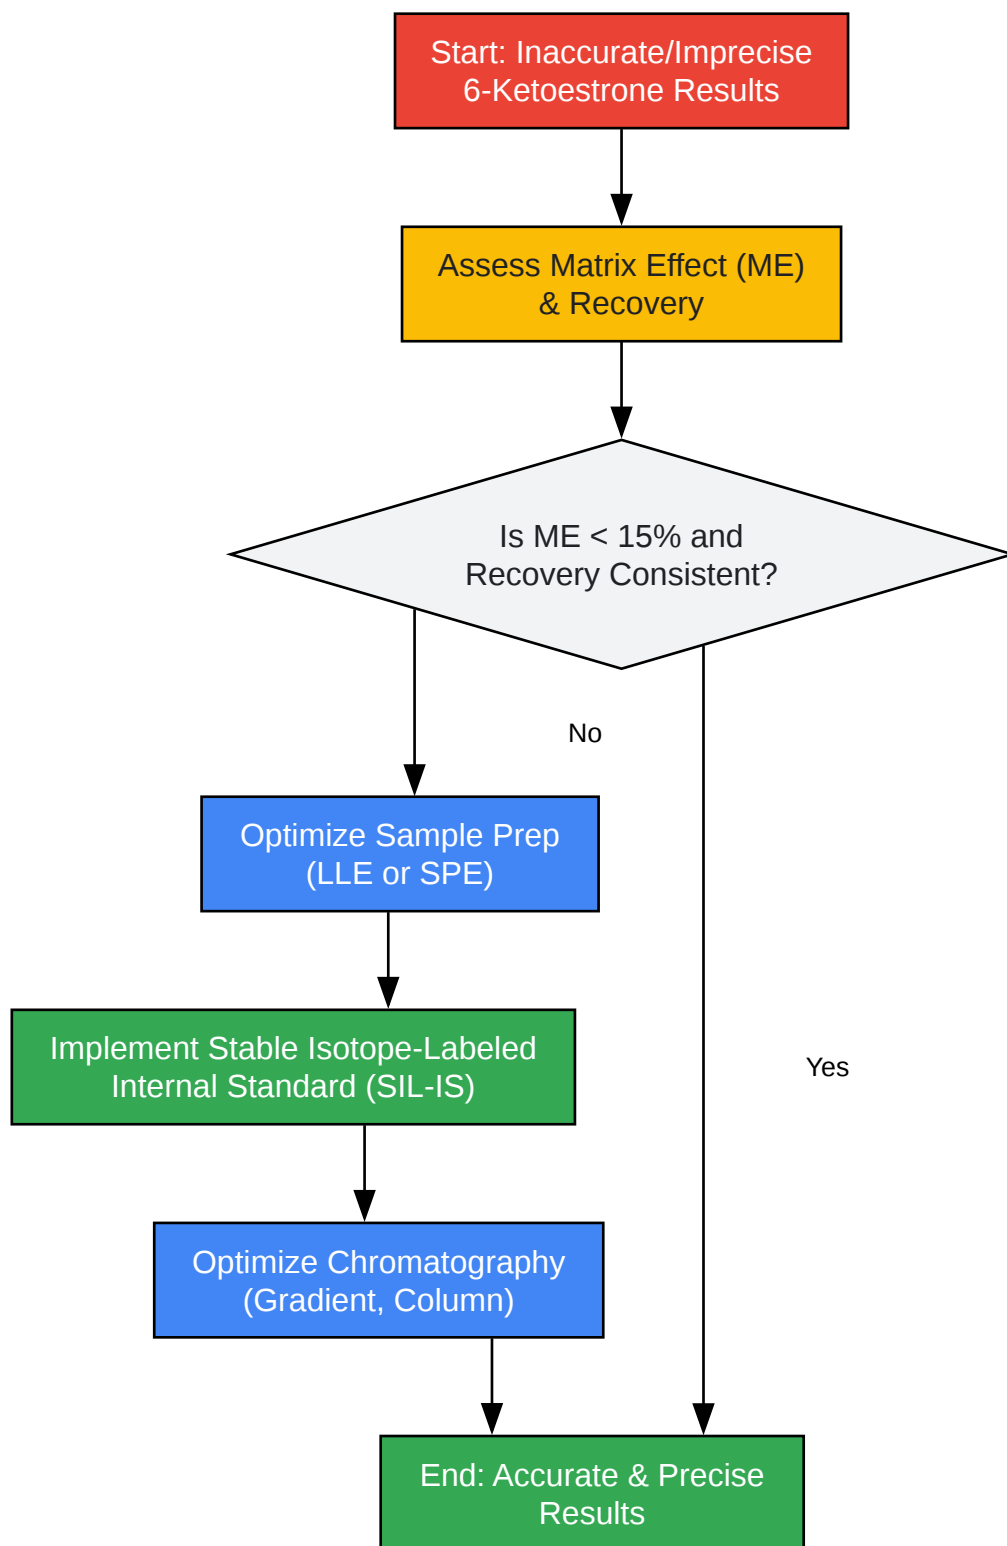 Start: Inaccurate/Imprecise
6-Ketoestrone Results
Assess Matrix Effect (ME)
& Recovery
Is ME < 15% and
Recovery Consistent?
No
Optimize Sample Prep
(LLE or SPE)
Implement Stable Isotope-Labeled
Internal Standard (SIL-IS)
Yes
Optimize Chromatography
(Gradient, Column)
End: Accurate & Precise
Results